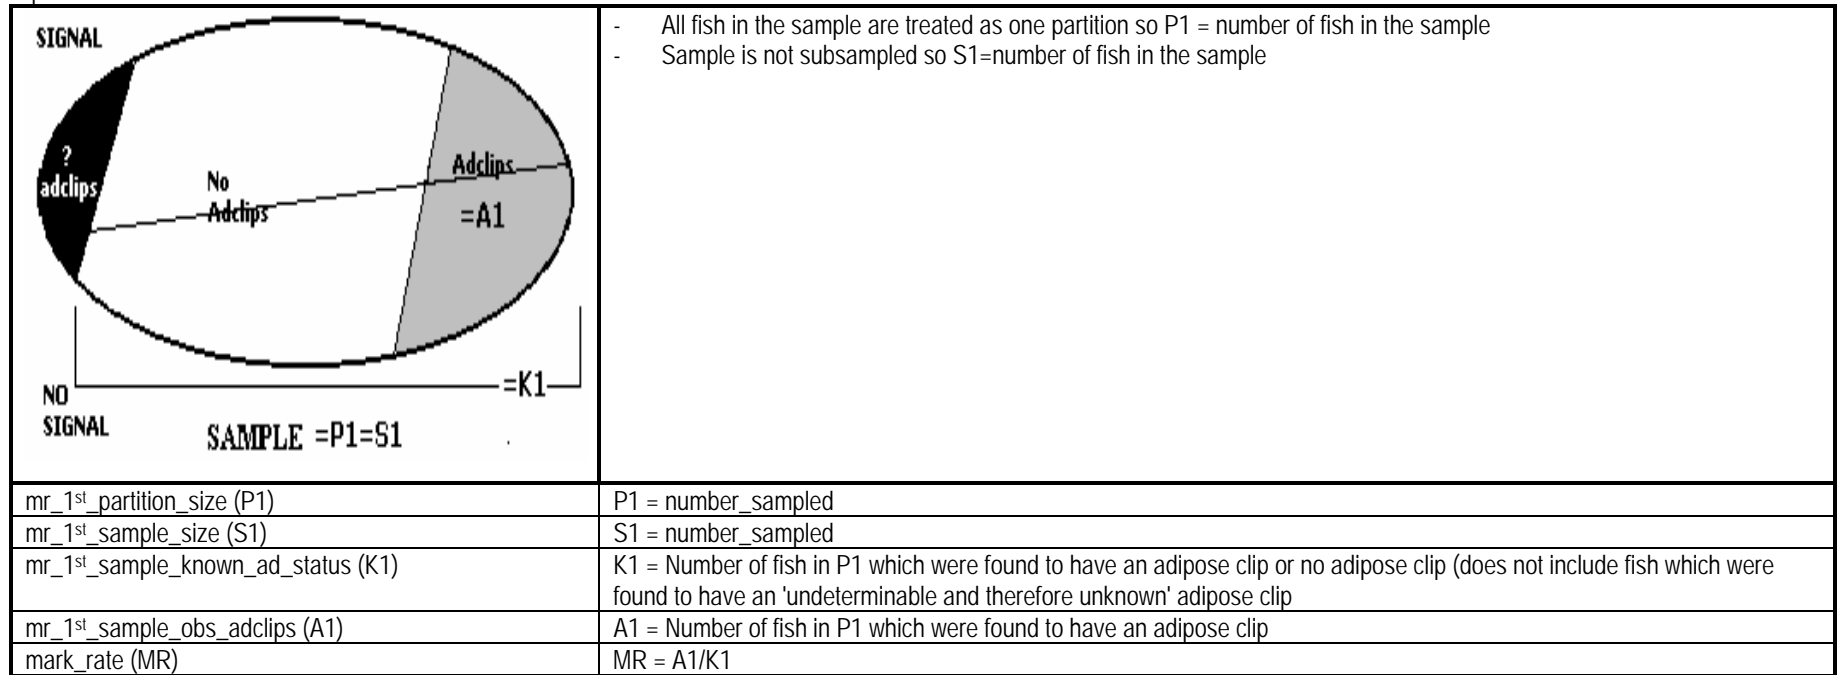 SIGNAL
?
adclips
No
Adclips
Adclips
=A1
=K1
NO
SIGNAL
SAMPLE =P1=S1
- All fish in the sample are treated as one partition so P1 = number of fish in the sample
- Sample is not subsampled so S1=number of fish in the sample
mr_1st_partition_size (P1)
P1 = number_sampled
mr_1st_sample_size (S1)
S1 = number_sampled
mr_1st_sample_known_ad_status (K1)
K1 = Number of fish in P1 which were found to have an adipose clip or no adipose clip (does not include fish which were
found to have an 'undeterminable and therefore unknown' adipose clip
mr_1st_sample_obs_adclips (A1)
A1 = Number of fish in P1 which were found to have an adipose clip
mark_rate (MR)
MR = A1/K1